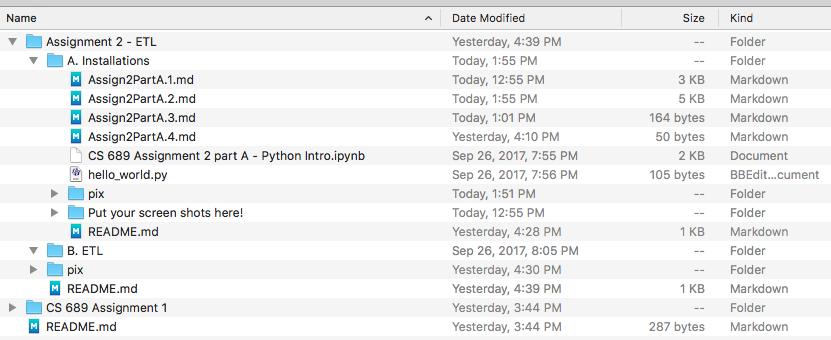 Name Date Modified Size Kind
Assignment 2 - ETL Yesterday, 4:39 PM -- Folder
A. Installations Today, 1:55 PM -- Folder
Assign2PartA.1.md Today, 12:55 PM 3 KB Markdown
Assign2PartA.2.md Today, 1:55 PM 5 KB Markdown
Assign2PartA.3.md Today, 1:01 PM 164 bytes Markdown
Assign2PartA.4.md Yesterday, 4:10 PM 50 bytes Markdown
CS 689 Assignment 2 part A - Python Intro.ipynb Sep 26, 2017, 7:55 PM 2 KB Document
hello_world.py Sep 26, 2017, 7:56 PM 105 bytes BBEdit...cument
pix Today, 1:51 PM -- Folder
Put your screen shots here! Today, 12:55 PM -- Folder
README.md Yesterday, 4:28 PM 1 KB Markdown
B. ETL Sep 26, 2017, 8:05 PM -- Folder
pix Yesterday, 4:30 PM -- Folder
README.md Yesterday, 4:39 PM 1 KB Markdown
CS 689 Assignment 1 Yesterday, 3:44 PM -- Folder
README.md Yesterday, 3:44 PM 287 bytes Markdown